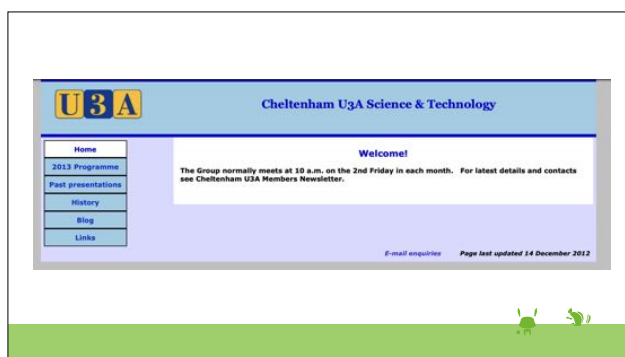 U3A
Cheltenham U3A Science & Technology
Home
2013 Programme
Past presentations
History
Blog
Links
Welcome!
The Group normally meets at 10 a.m. on the 2nd Friday in each month. For latest details and contacts
see Cheltenham U3A Members Newsletter.
E-mail enquiries Page last updated 14 December 2012